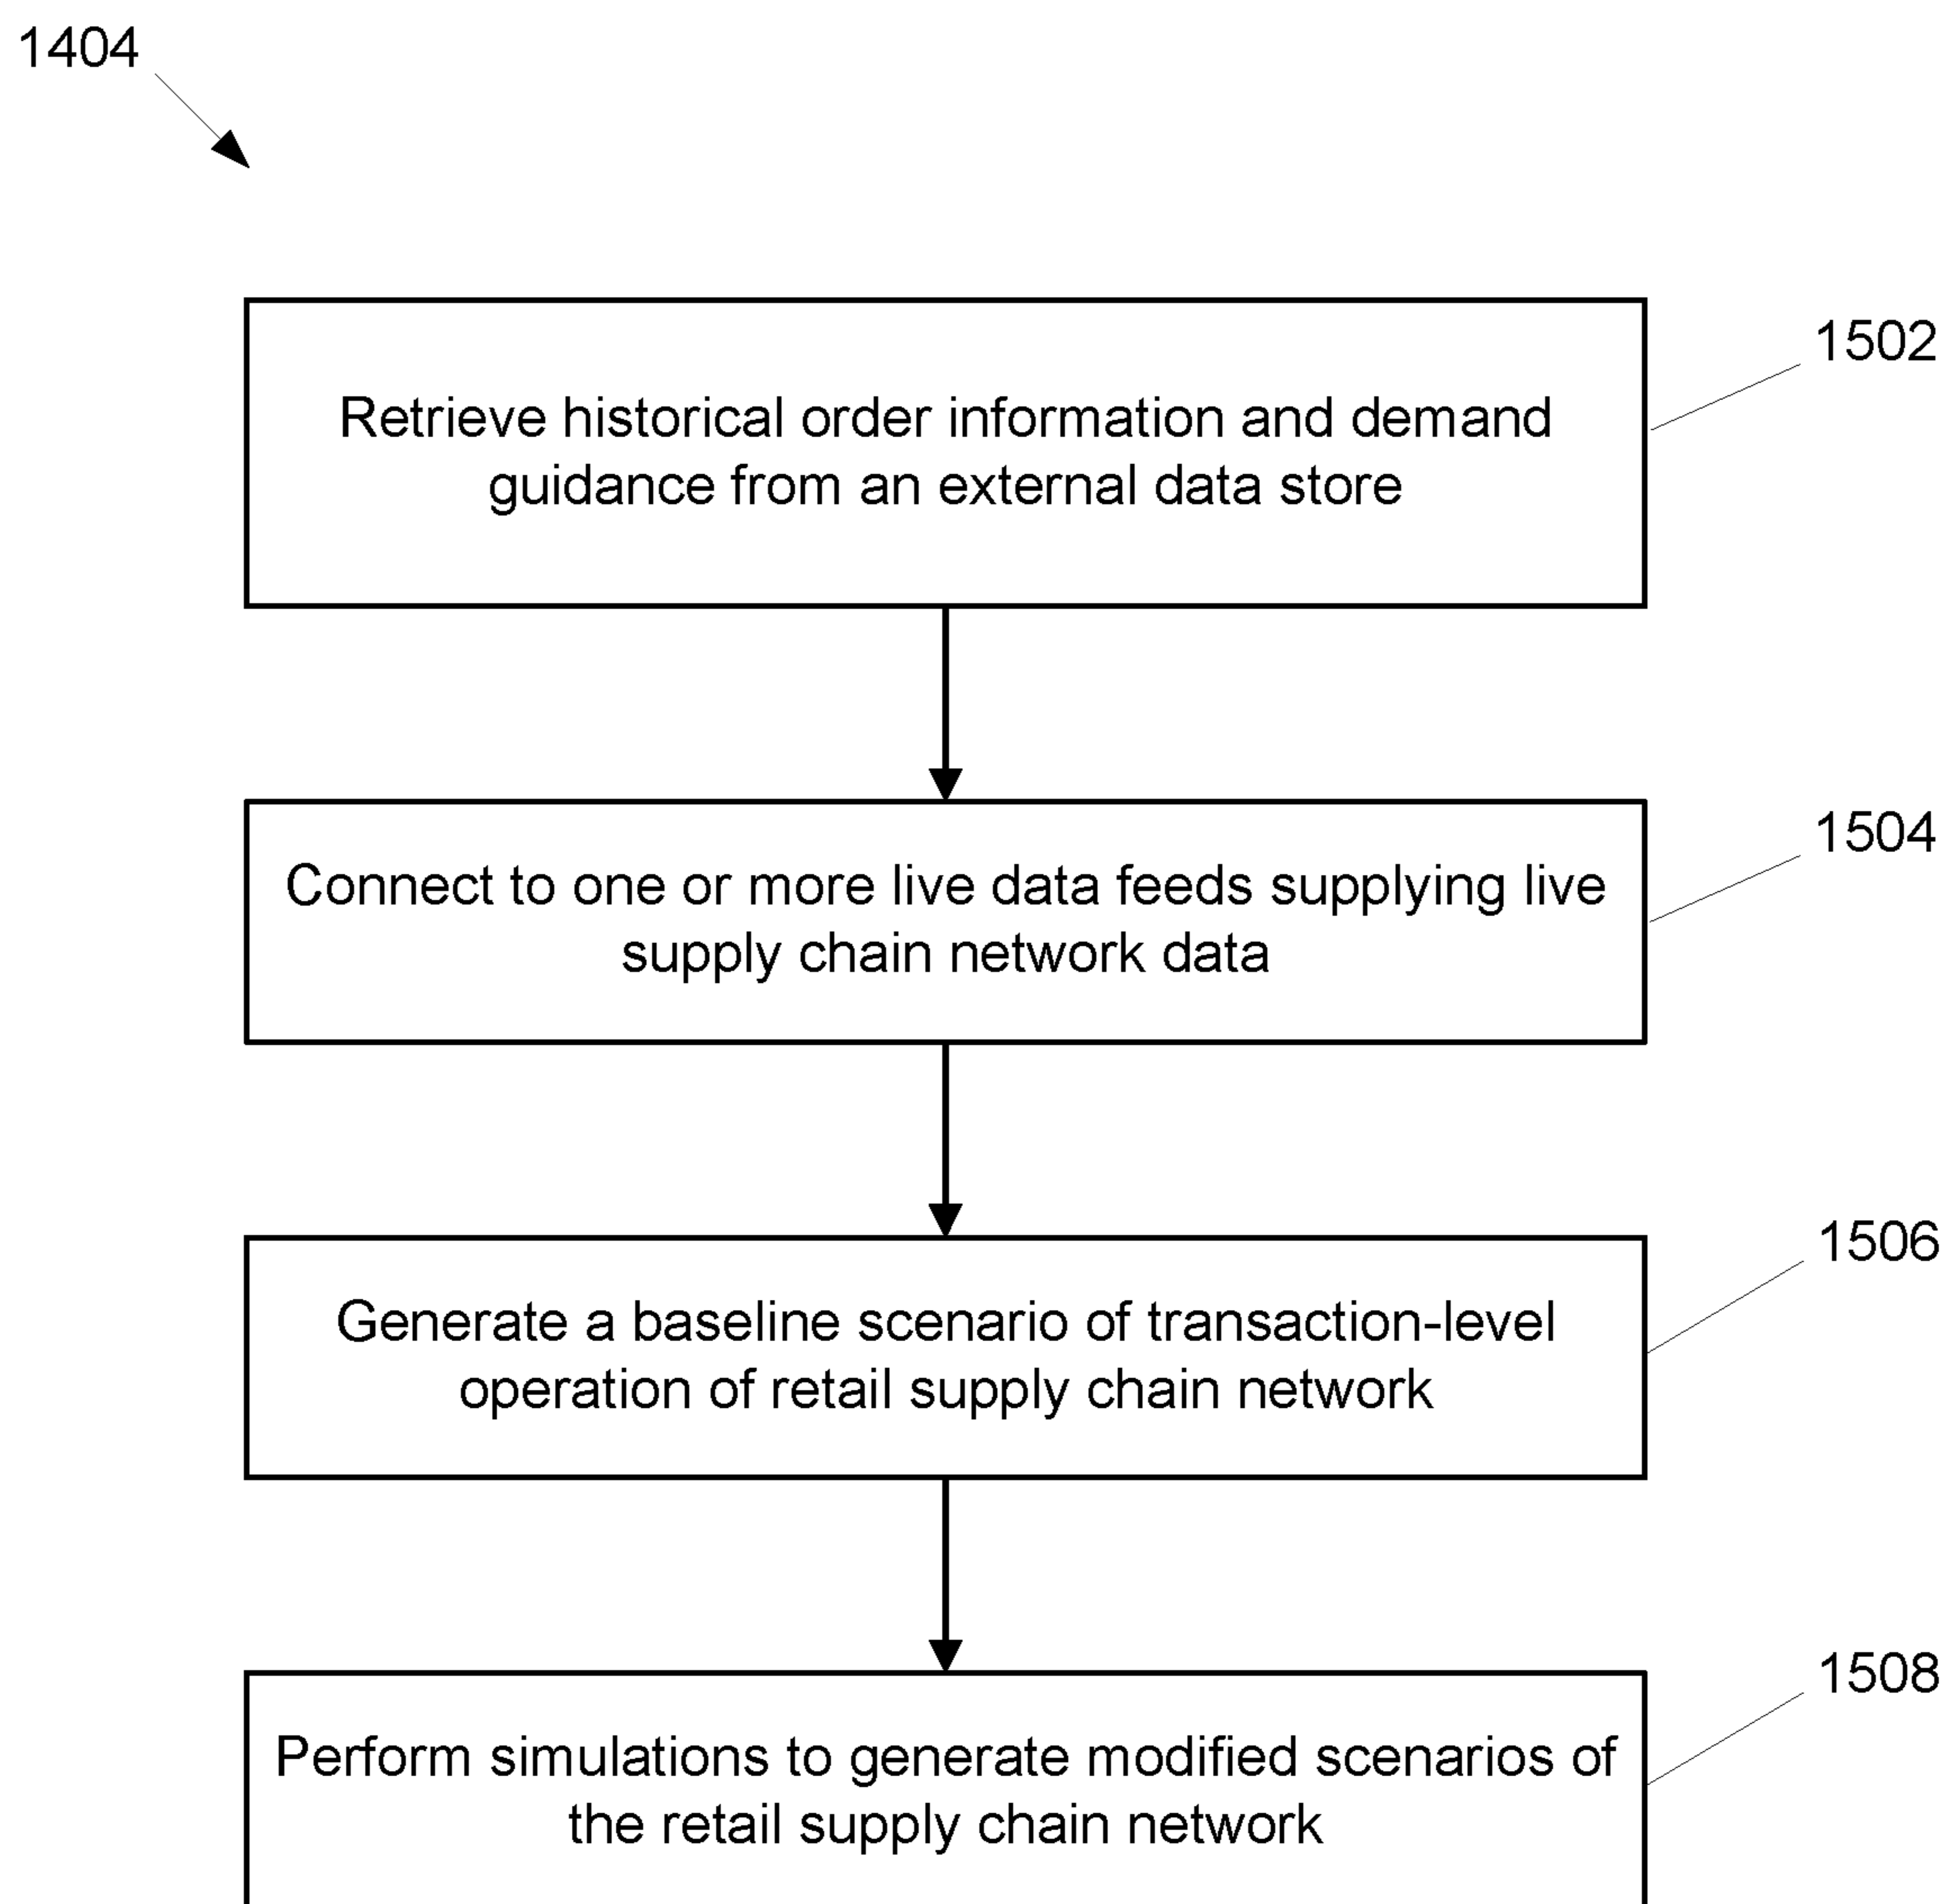 1404
1502
Retrieve historical order information and demand
guidance from an external data store
1504
Connect to one or more live data feeds supplying live
supply chain network data
1506
Generate a baseline scenario of transaction-level
operation of retail supply chain network
1508
Perform simulations to generate modified scenarios of
the retail supply chain network